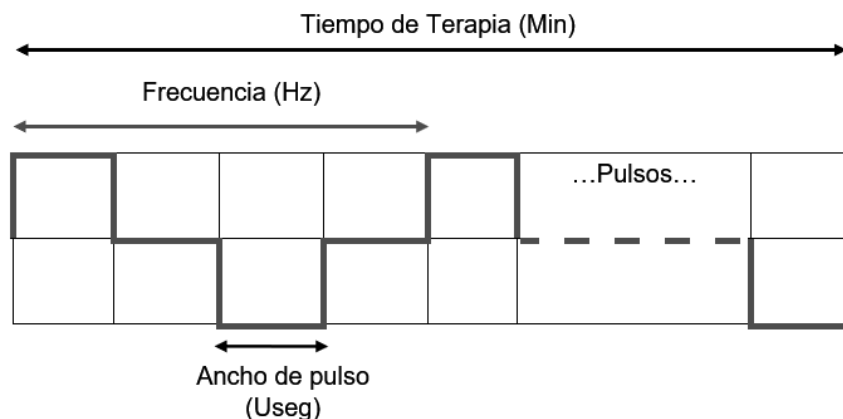 Tiempo de Terapia (Min)
Frecuencia (Hz)
...Pulsos...
Ancho de pulso
(Useg)